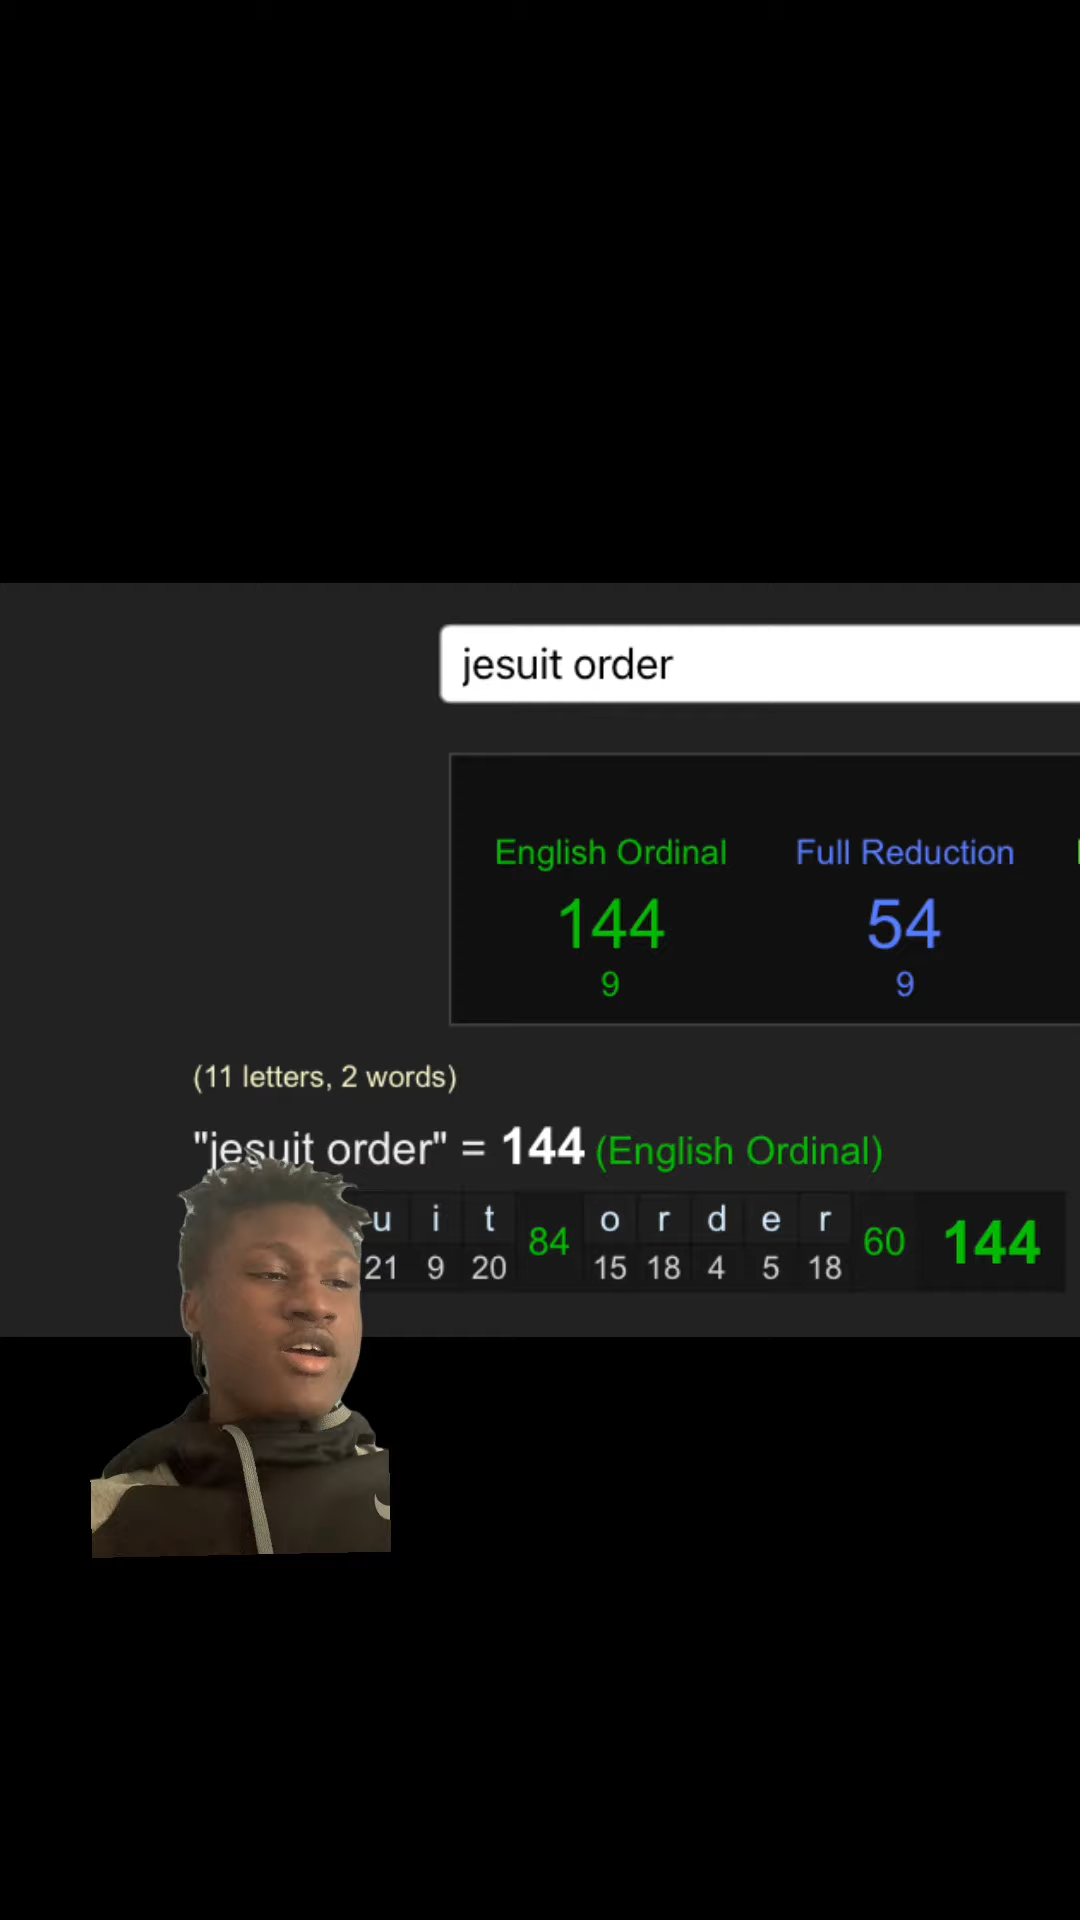 jesuit order
English Ordinal Full Reduction
144 54
9 9
(11 letters, 2 words)
"jesuit order" = 144 (English Ordinal)
u i t 84 o r d e r 60 144
21 9 20 15 18 4 5 18